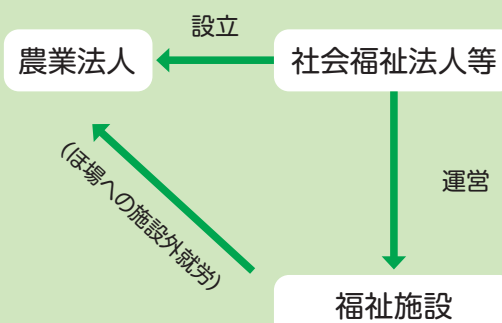 設立
農業法人
社会福祉法人等
(ほ場への施設外就労)
運営
福祉施設